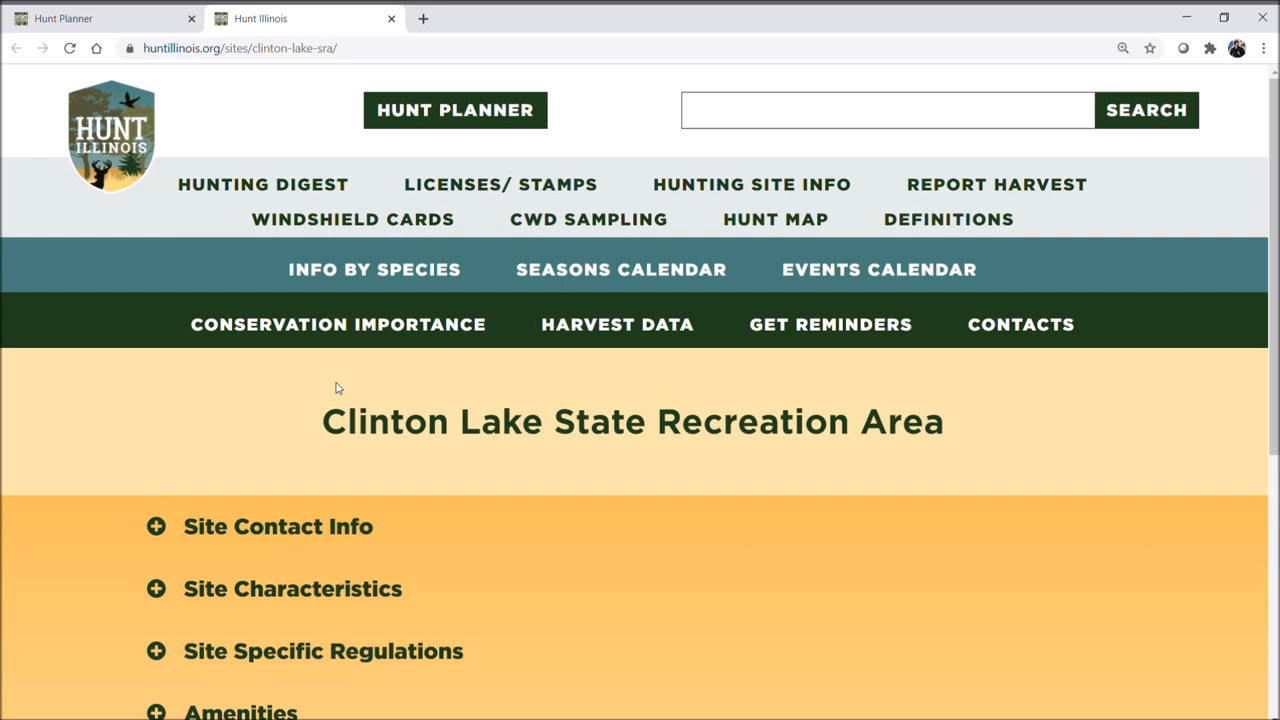 Hunt Planner
Hunt Illinois
huntillinois.org/sites/clinton-lake-sra/
HUNT
ILLINOIS
HUNT PLANNER
SEARCH
HUNTING DIGEST LICENSES/ STAMPS HUNTING SITE INFO REPORT HARVEST
WINDSHIELD CARDS CWD SAMPLING HUNT MAP DEFINITIONS
INFO BY SPECIES SEASONS CALENDAR EVENTS CALENDAR
CONSERVATION IMPORTANCE HARVEST DATA GET REMINDERS CONTACTS
Clinton Lake State Recreation Area
Site Contact Info
Site Characteristics
Site Specific Regulations
Amenities